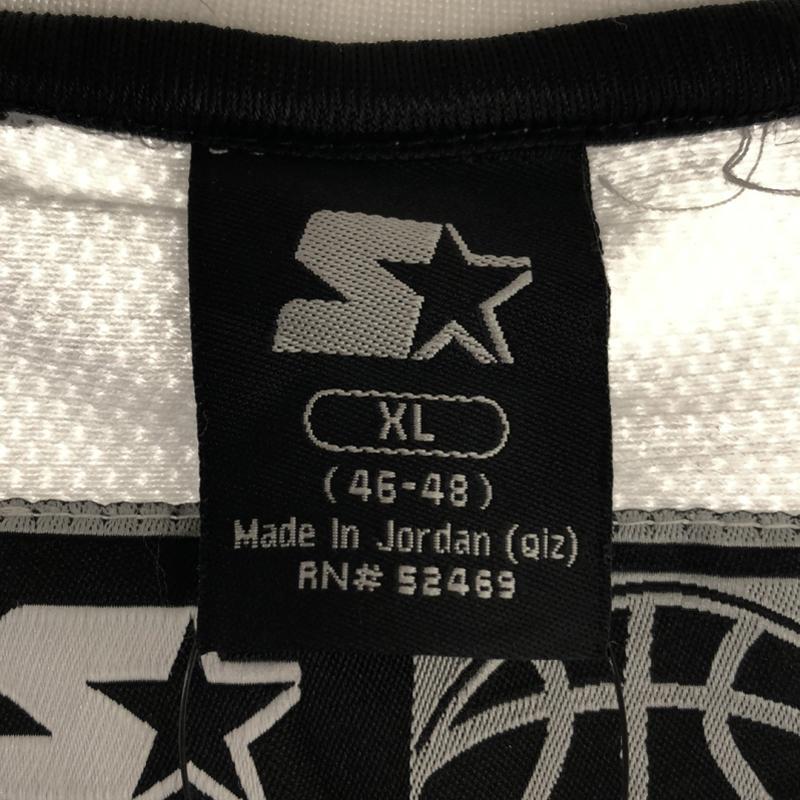 XL
(46-48)
Made In Jordan (qiz)
RN# 52469